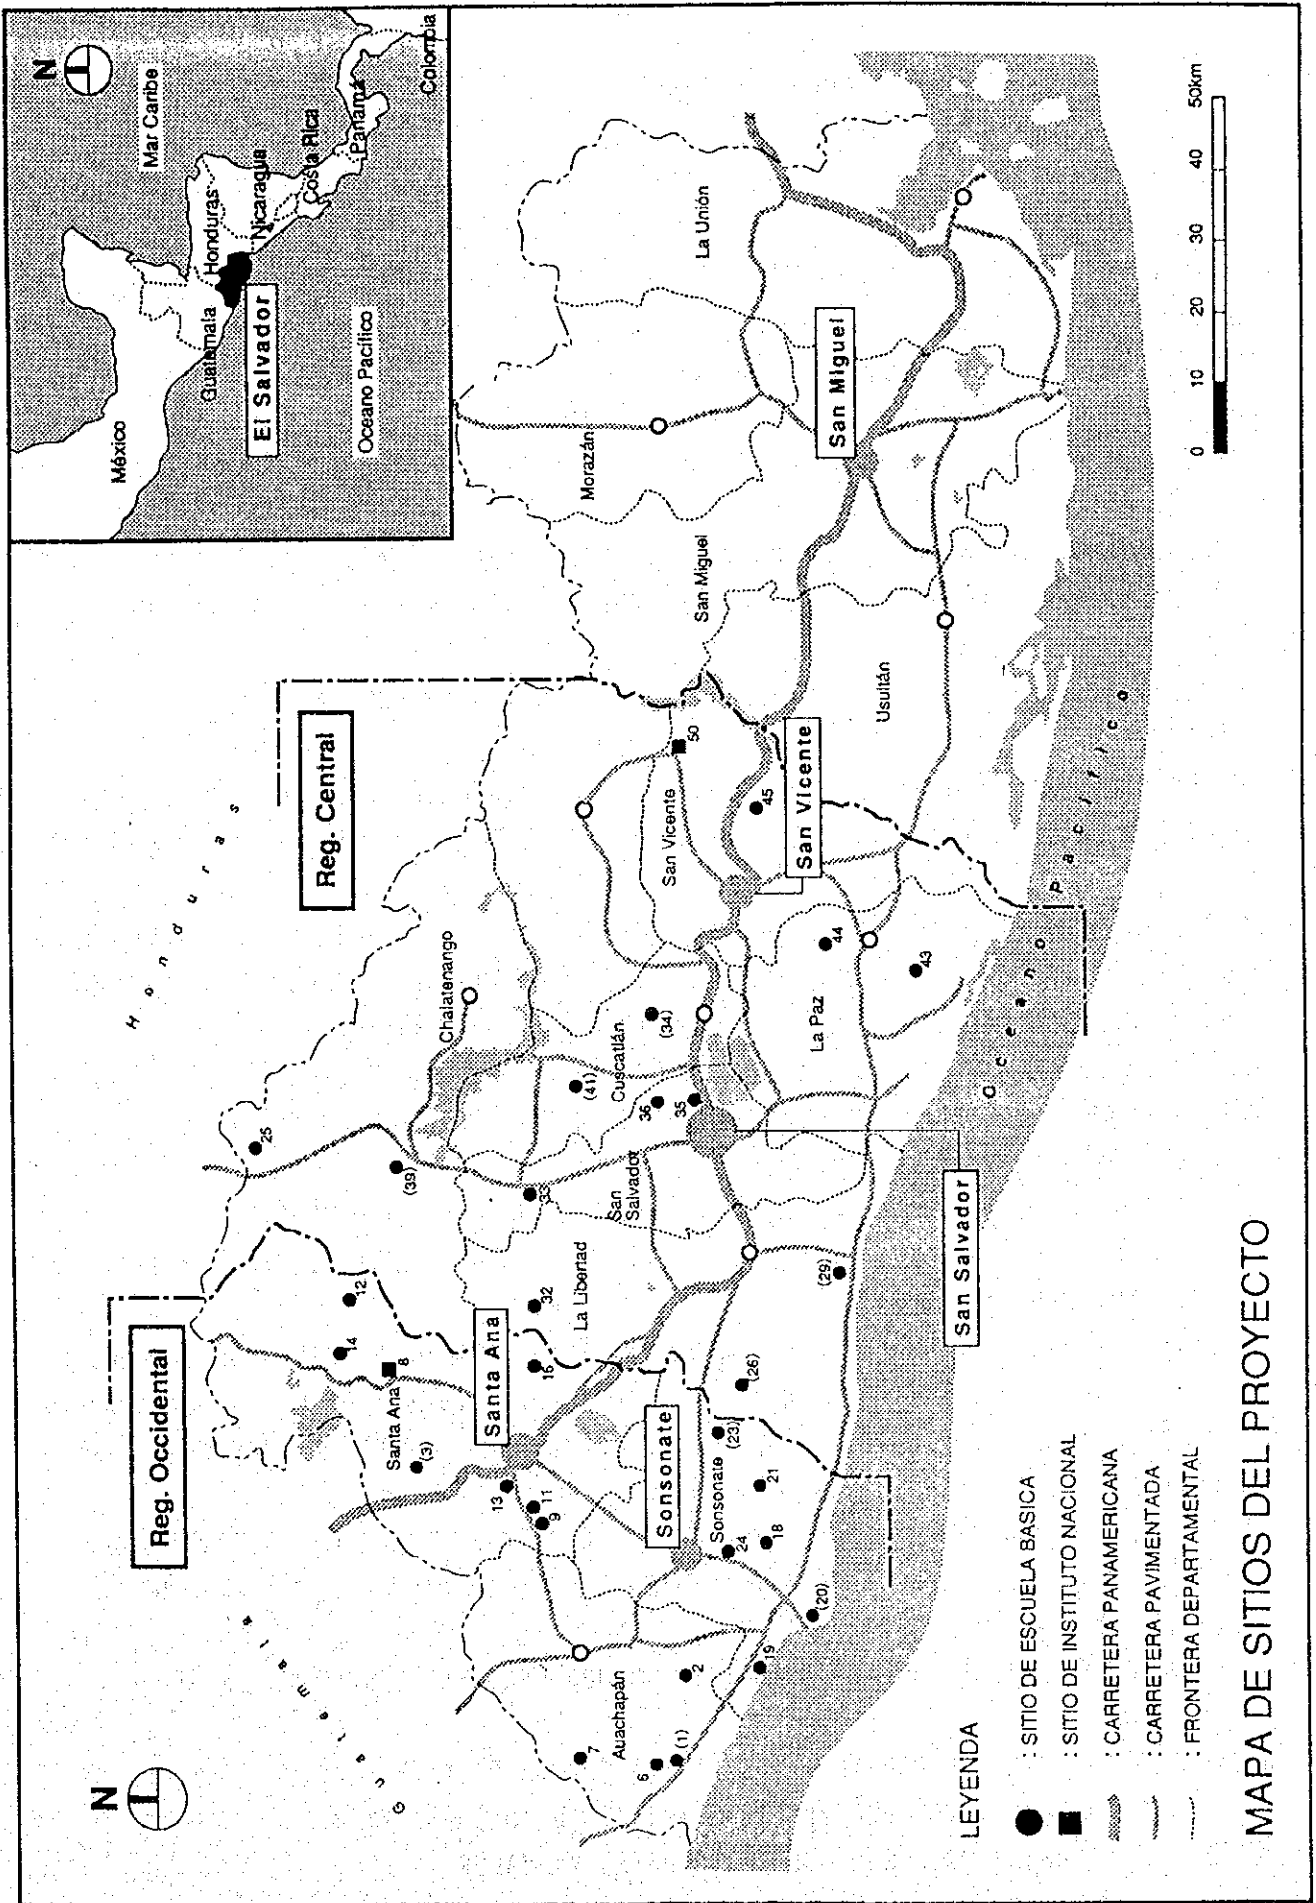 MAPA DE SITIOS DEL PROYECTO
LEYENDA
: SITIO DE ESCUELA BASICA
: SITIO DE INSTITUTO NACIONAL
: CARRETERA PANAMERICANA
: CARRETERA PAVIMENTADA
: FRONTERA DEPARTAMENTAL
N
Guatemala
Honduras
Reg. Occidental
Reg. Central
Santa Ana
Sonsonate
San Salvador
San Vicente
San Miguel
Auachapán
Santa Ana
Sonsonate
La Libertad
San
Salvador
Chalatenango
Cuscatlán
La Paz
San Vicente
Usultán
San Miguel
Morazán
La Unión
Oceano Pacifico
7
6
(1)
2
19
(20)
18
24
21
(23)
(26)
(29)
9
11
13
(3)
8
14
12
15
32
33
(39)
25
(41)
36
35
(34)
44
43
45
50
0 10 20 30 40 50km
N
México
Guatemala
Honduras
El Salvador
Nicaragua
Costa Rica
Panamá
Colombia
Mar Caribe
Oceano Pacífico